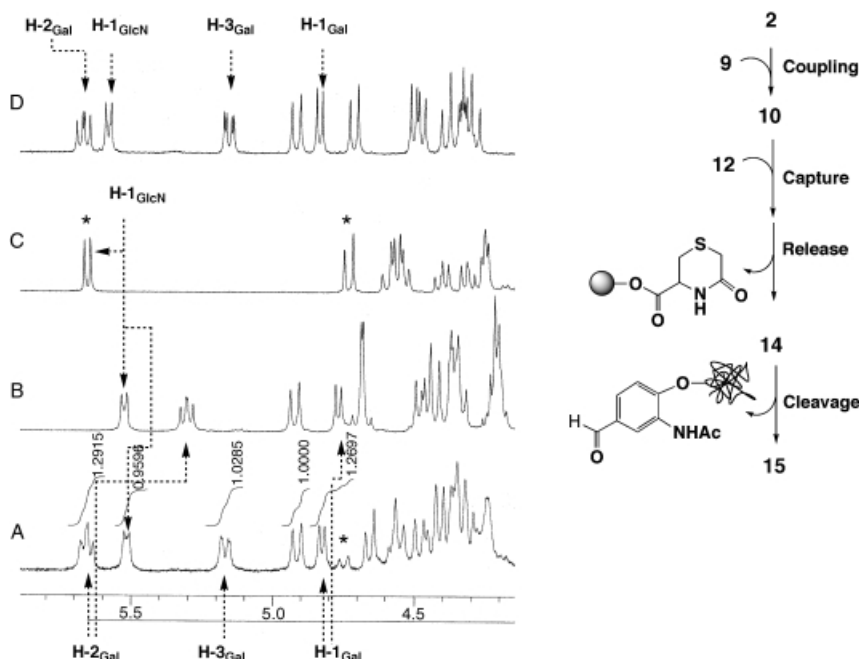 H-2Gal H-1GlcN H-3Gal H-1Gal
D
H-1GlcN
C * *
B
1.2915 0.9596 1.0285 1.0000 1.2697
A *
5.5 5.0 4.5
H-2Gal H-3Gal H-1Gal
2
9 Coupling
10
12 Capture
Release
S
O
O N H O
14
O
H O NHAc
Cleavage
15